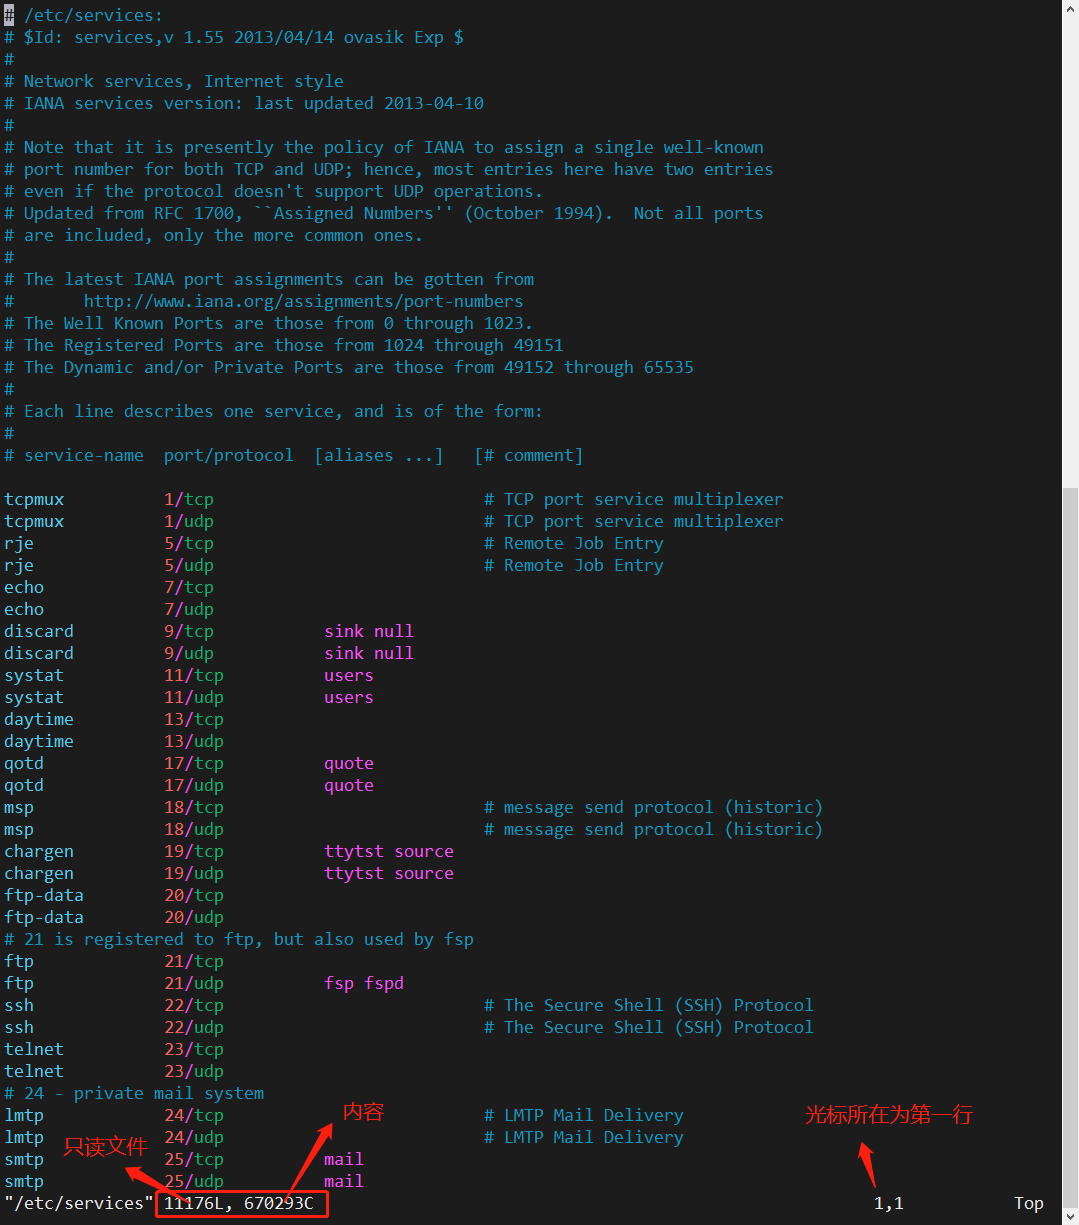 # /etc/services:
# $Id: services,v 1.55 2013/04/14 ovasik Exp $
#
# Network services, Internet style
# IANA services version: last updated 2013-04-10
#
# Note that it is presently the policy of IANA to assign a single well-known
# port number for both TCP and UDP; hence, most entries here have two entries
# even if the protocol doesn't support UDP operations.
# Updated from RFC 1700, ``Assigned Numbers'' (October 1994).  Not all ports
# are included, only the more common ones.
#
# The latest IANA port assignments can be gotten from
#       http://www.iana.org/assignments/port-numbers
# The Well Known Ports are those from 0 through 1023.
# The Registered Ports are those from 1024 through 49151
# The Dynamic and/or Private Ports are those from 49152 through 65535
#
# Each line describes one service, and is of the form:
#
# service-name  port/protocol  [aliases ...]   [# comment]
tcpmux          1/tcp                           # TCP port service multiplexer
tcpmux          1/udp                           # TCP port service multiplexer
rje             5/tcp                           # Remote Job Entry
rje             5/udp                           # Remote Job Entry
echo            7/tcp
echo            7/udp
discard         9/tcp           sink null
discard         9/udp           sink null
systat          11/tcp          users
systat          11/udp          users
daytime         13/tcp
daytime         13/udp
qotd            17/tcp          quote
qotd            17/udp          quote
msp             18/tcp                          # message send protocol (historic)
msp             18/udp                          # message send protocol (historic)
chargen         19/tcp          ttytst source
chargen         19/udp          ttytst source
ftp-data        20/tcp
ftp-data        20/udp
# 21 is registered to ftp, but also used by fsp
ftp             21/tcp
ftp             21/udp          fsp fspd
ssh             22/tcp                          # The Secure Shell (SSH) Protocol
ssh             22/udp                          # The Secure Shell (SSH) Protocol
telnet          23/tcp
telnet          23/udp
# 24 - private mail system
lmtp            24/tcp                          # LMTP Mail Delivery
内容
光标所在为第一行
lmtp            24/udp                          # LMTP Mail Delivery
只读文件
smtp            25/tcp          mail
smtp            25/udp          mail
"/etc/services" 11176L, 670293C                                                        1,1           Top